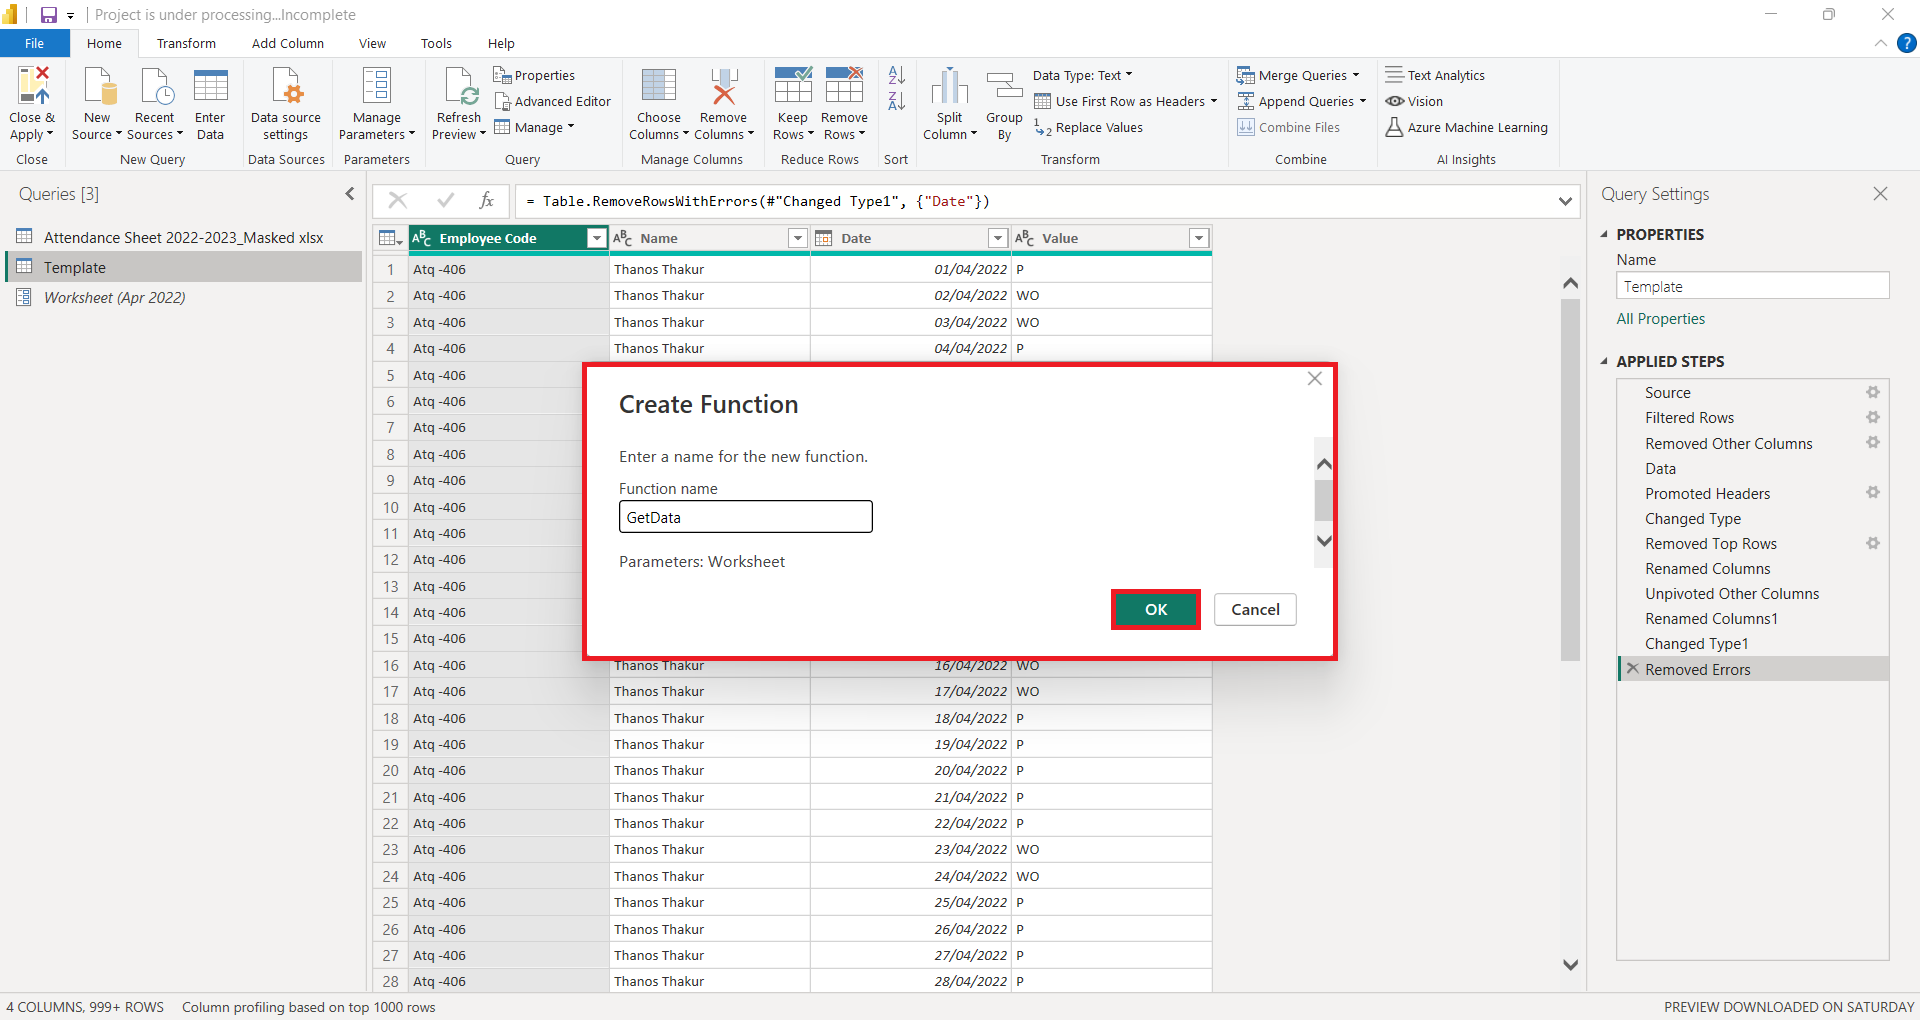 Project is under processing...Incomplete
File Home Transform Add Column View Tools Help ?
Close & Apply
New Source
Recent Sources
Enter Data
Data source settings
Manage Parameters
Refresh Preview
Properties
Advanced Editor
Manage
Choose Columns
Remove Columns
Keep Rows
Remove Rows
A
Z
Z
A
Split Column
Group By
Data Type: Text
Use First Row as Headers
1 2 Replace Values
Merge Queries
Append Queries
Combine Files
Text Analytics
Vision
Azure Machine Learning
Close New Query Data Sources Parameters Query Manage Columns Reduce Rows Sort Transform Combine AI Insights
Queries [3]
Attendance Sheet 2022-2023_Masked xlsx
Template
Worksheet (Apr 2022)
fx = Table.RemoveRowsWithErrors(#"Changed Type1", {"Date"})
ABC Employee Code ABC Name Date ABC Value
1 Atq -406 Thanos Thakur 01/04/2022 P
2 Atq -406 Thanos Thakur 02/04/2022 WO
3 Atq -406 Thanos Thakur 03/04/2022 WO
4 Atq -406 Thanos Thakur 04/04/2022 P
5 Atq -406
6 Atq -406
7 Atq -406
8 Atq -406
9 Atq -406
10 Atq -406
11 Atq -406
12 Atq -406
13 Atq -406
14 Atq -406
15 Atq -406
16 Atq -406 Thanos Thakur 16/04/2022 WO
17 Atq -406 Thanos Thakur 17/04/2022 WO
18 Atq -406 Thanos Thakur 18/04/2022 P
19 Atq -406 Thanos Thakur 19/04/2022 P
20 Atq -406 Thanos Thakur 20/04/2022 P
21 Atq -406 Thanos Thakur 21/04/2022 P
22 Atq -406 Thanos Thakur 22/04/2022 P
23 Atq -406 Thanos Thakur 23/04/2022 WO
24 Atq -406 Thanos Thakur 24/04/2022 WO
25 Atq -406 Thanos Thakur 25/04/2022 P
26 Atq -406 Thanos Thakur 26/04/2022 P
27 Atq -406 Thanos Thakur 27/04/2022 P
28 Atq -406 Thanos Thakur 28/04/2022 P
Create Function
Enter a name for the new function.
Function name
GetData
Parameters: Worksheet
OK Cancel
Query Settings
PROPERTIES
Name
Template
All Properties
APPLIED STEPS
Source
Filtered Rows
Removed Other Columns
Data
Promoted Headers
Changed Type
Removed Top Rows
Renamed Columns
Unpivoted Other Columns
Renamed Columns1
Changed Type1
Removed Errors
4 COLUMNS, 999+ ROWS Column profiling based on top 1000 rows PREVIEW DOWNLOADED ON SATURDAY